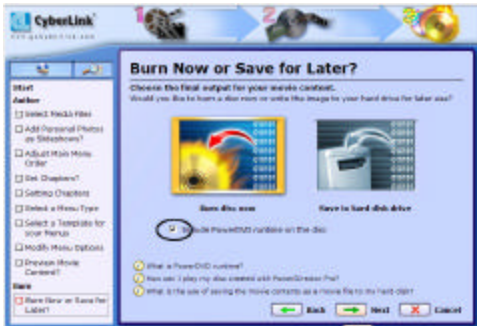 CyberLink
Burn Now or Save for Later?
Choose the final output for your movie content.
Would you like to burn a disc now or write the image to your hard drive for later use?
Start
Author
Select Media Files
Add Personal Photos
as Slideshows?
Adjust Main Menu
Order
Set Chapters?
Setting Chapters
Select a Menu Type
Select a Template for
your Menus
Modify Menu Options
Preview Movie
Content?
Burn
Burn Now or Save for
Later?
Burn disc now
Save to hard disk drive
Include PowerDVD runtime on the disc
What is PowerDVD runtime?
How can I play my disc created with PowerDirector Pro?
What is the use of saving the movie contents as a movie file to my hard disk?
Back
Next
Cancel